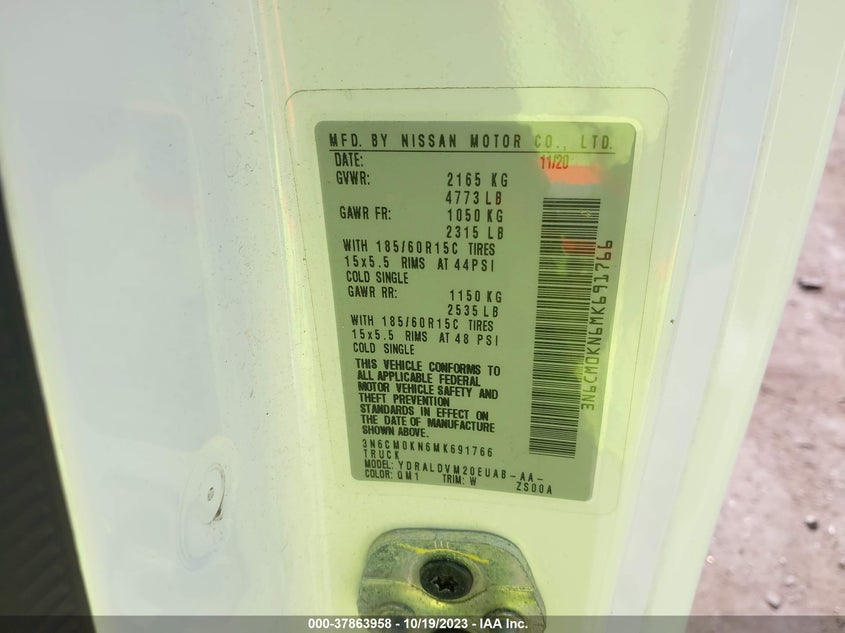 MFD. BY NISSAN MOTOR CO., LTD.
DATE: 11/20
GVWR: 2165 KG
4773 LB
GAWR FR: 1050 KG
2315 LB
WITH 185/60R15C TIRES
15x5.5 RIMS AT 44PSI
COLD SINGLE
GAWR RR: 1150 KG
2535 LB
WITH 185/60R15C TIRES
15x5.5 RIMS AT 48 PSI
COLD SINGLE
THIS VEHICLE CONFORMS TO
ALL APPLICABLE FEDERAL
MOTOR VEHICLE SAFETY AND
THEFT PREVENTION
STANDARDS IN EFFECT ON
THE DATE OF MANUFACTURE
SHOWN ABOVE.
3N6CM0KN6MK691766
TRUCK
MODEL: YDRALDVM20EUAB-AA-
COLOR: QM1 TRIM: W ZS00A
3N6CM0KN6MK691766
000-37863958 - 10/19/2023 - IAA Inc.